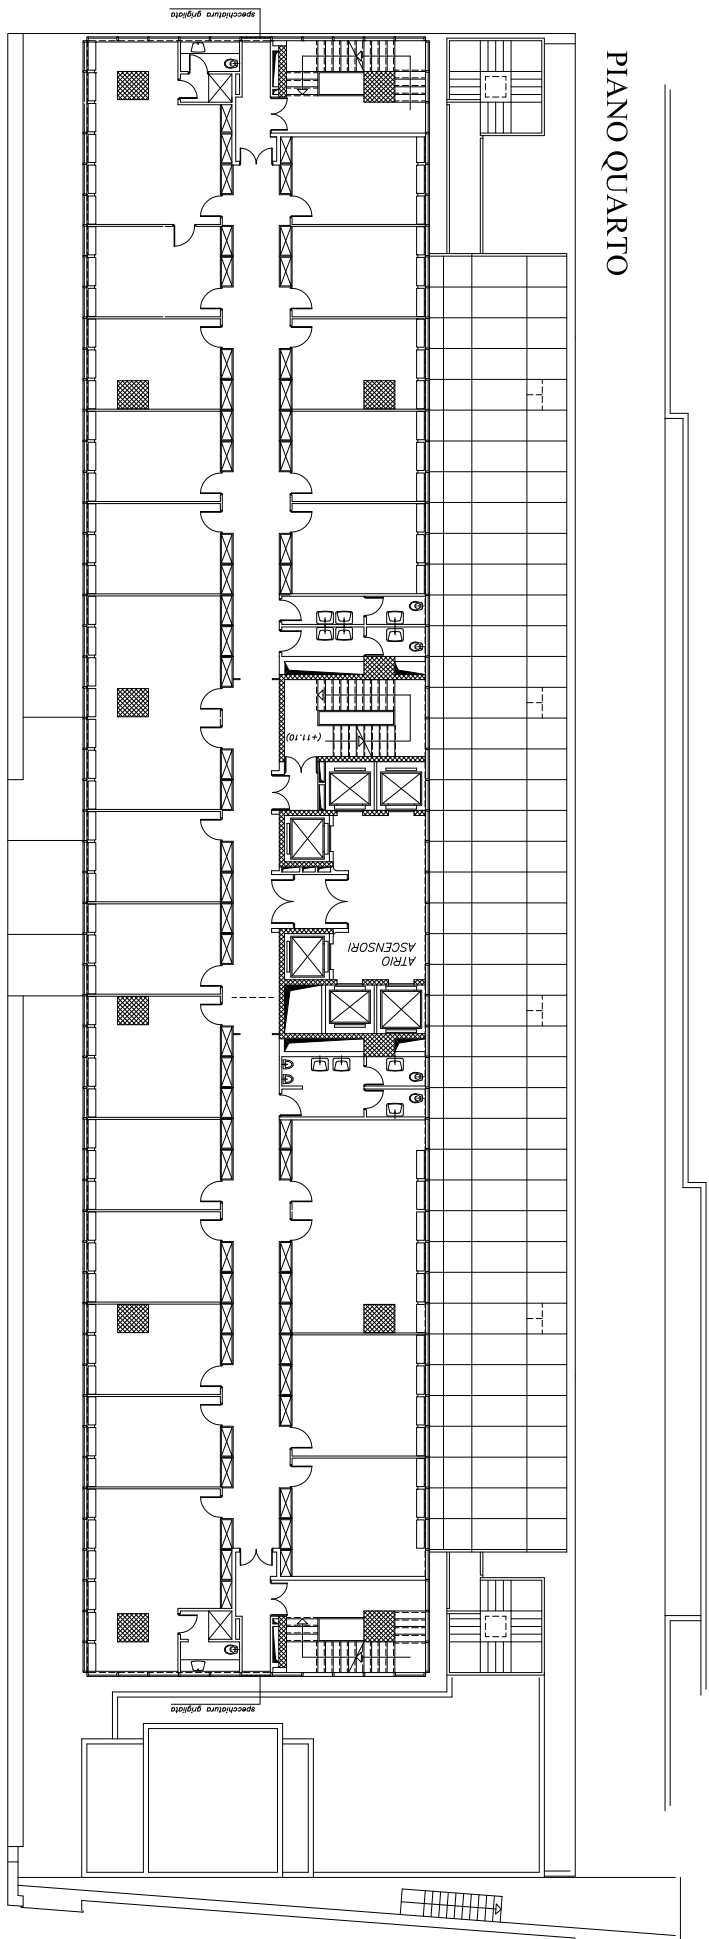 PIANO QUARTO
specchiatura grigliata
(+11.10)
ATRIO
ASCENSORI
specchiatura grigliata